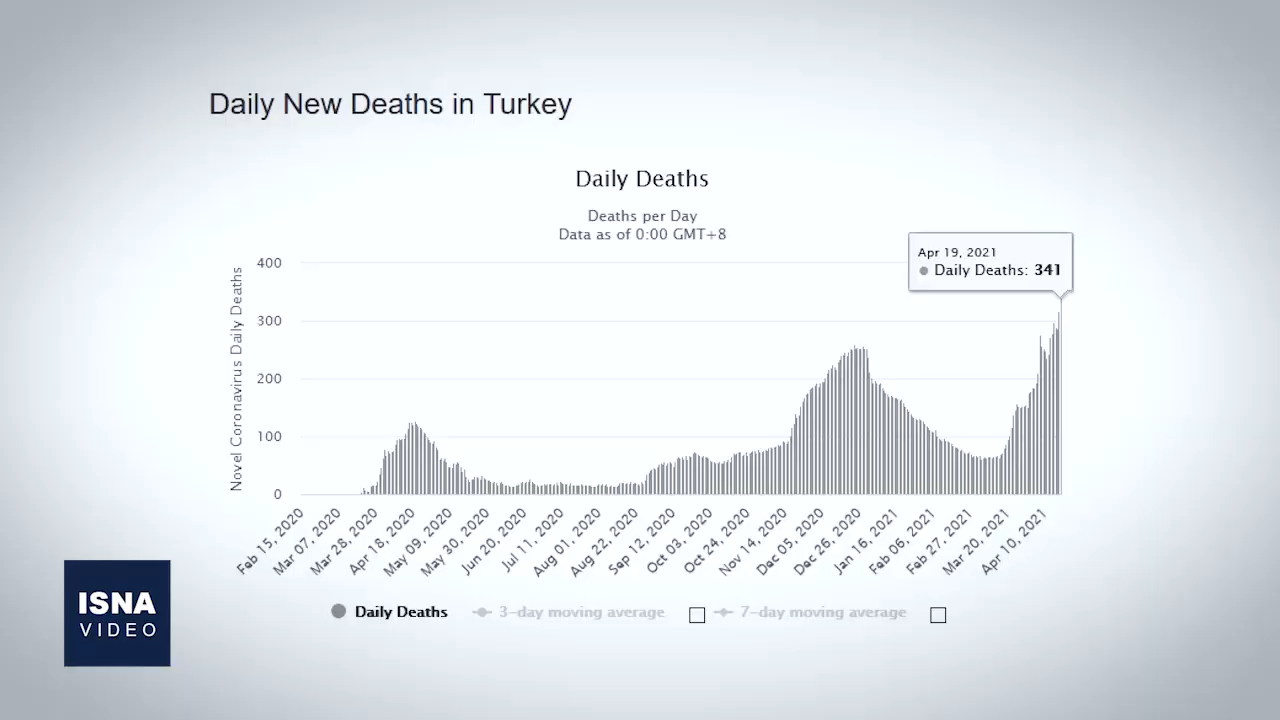 Daily New Deaths in Turkey
Daily Deaths
Deaths per Day
Data as of 0:00 GMT+8
Apr 19, 2021
Daily Deaths: 341
Novel Coronavirus Daily Deaths
400
300
200
100
0
Feb 15, 2020
Mar 07, 2020
Mar 28, 2020
Apr 18, 2020
May 09, 2020
May 30, 2020
Jun 20, 2020
Jul 11, 2020
Aug 01, 2020
Aug 22, 2020
Sep 12, 2020
Oct 03, 2020
Oct 24, 2020
Nov 14, 2020
Dec 05, 2020
Dec 26, 2020
Jan 16, 2021
Feb 06, 2021
Feb 27, 2021
Mar 20, 2021
Apr 10, 2021
Daily Deaths 3-day moving average 7-day moving average
ISNA
VIDEO